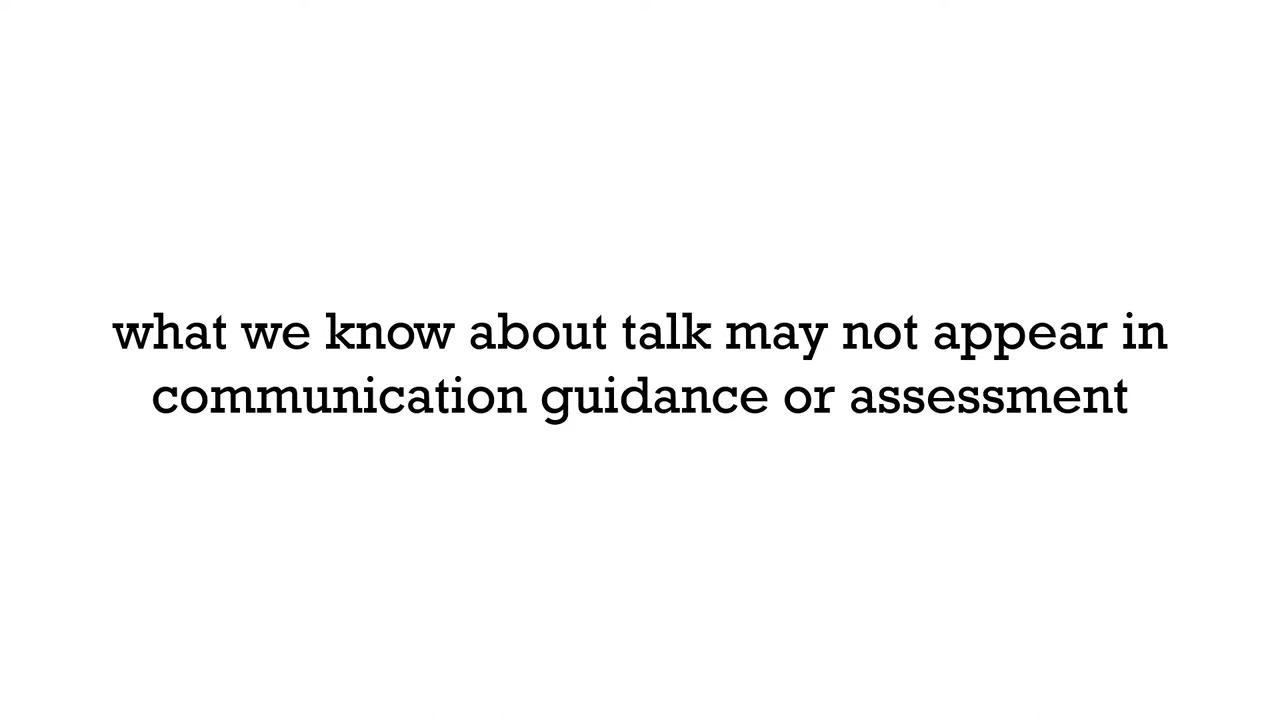 what we know about talk may not appear in
communication guidance or assessment